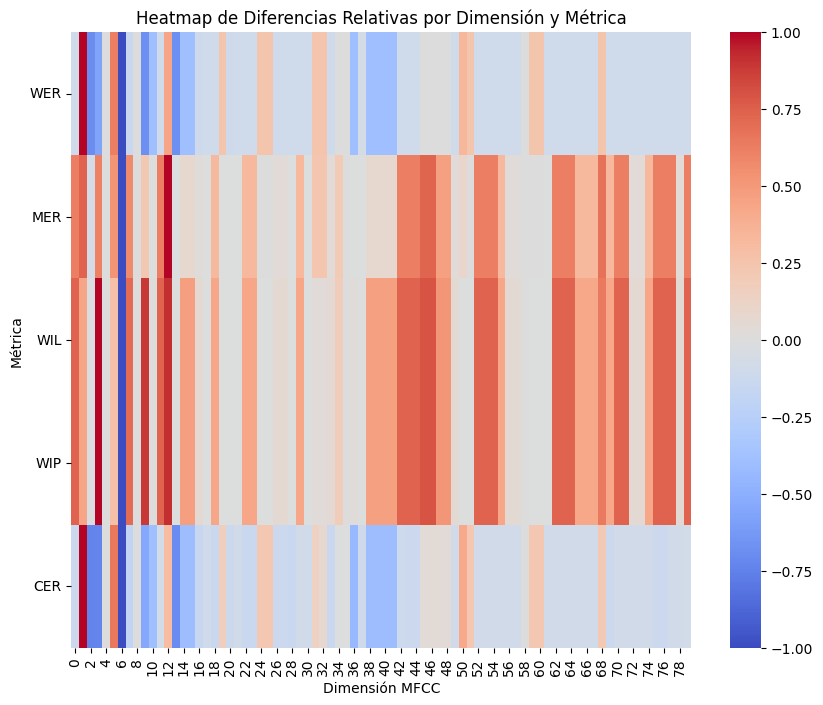 Heatmap de Diferencias Relativas por Dimensión y Métrica
Métrica
WER
MER
WIL
WIP
CER
0 2 4 6 8 10 12 14 16 18 20 22 24 26 28 30 32 34 36 38 40 42 44 46 48 50 52 54 56 58 60 62 64 66 68 70 72 74 76 78
Dimensión MFCC
1.00
0.75
0.50
0.25
0.00
−0.25
−0.50
−0.75
−1.00